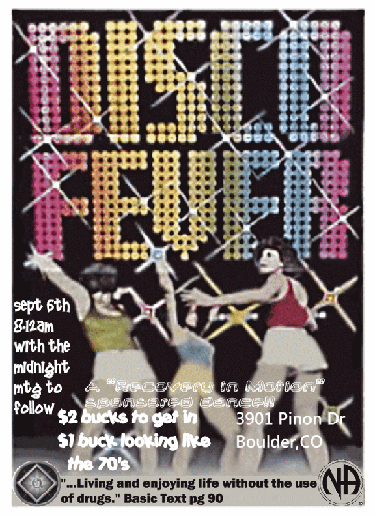 DISCO
FEVER
sept 6th
8-12am
with the
midnight
mtg to
follow
A "Recovery in Motion"
sponsored dance!!
$2 bucks to get in
$1 buck looking like
the 70's
3901 Pinon Dr
Boulder,CO
"...Living and enjoying life without the use
of drugs." Basic Text pg 90
NA